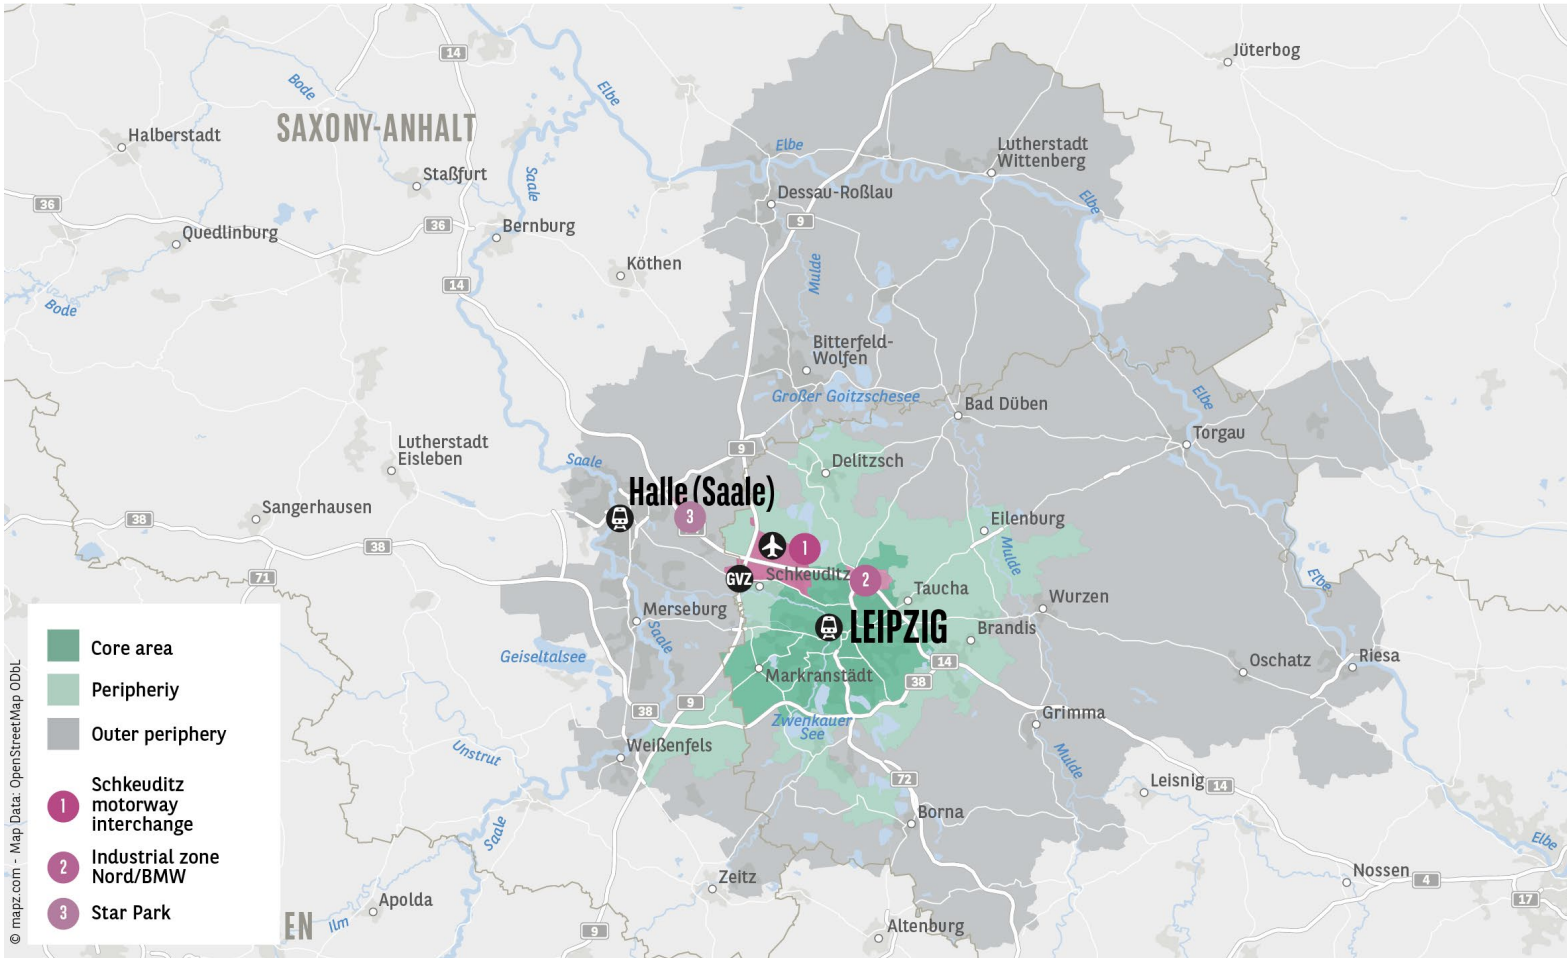 14
Jüterbog
Bode
Elbe
SAXONY-ANHALT
Halberstadt
Elbe
Lutherstadt
Wittenberg
Staßfurt
Saale
Dessau-Roßlau
Elbe
36
36
9
Quedlinburg
Bernburg
Köthen
Mulde
14
Bode
Bitterfeld-
Wolfen
Großer Goitzschesee
Elbe
Bad Düben
Torgau
Lutherstadt
Eisleben
9
Saale
Delitzsch
Halle (Saale)
Sangerhausen
38
3
Eilenburg
38
1
Mulde
71
GVZ
Schkeuditz
2
Elbe
Taucha
Wurzen
Merseburg
LEIPZIG
Brandis
Saale
Geiseltalsee
14
Oschatz
Riesa
Markranstädt
38
9
38
Zwenkauer
See
Grimma
Weißenfels
Unstrut
Mulde
72
Leisnig
14
Borna
Saale
Elbe
Nossen
4
Zeitz
17
Apolda
Altenburg
EN
Ilm
9
Core area
Peripheriy
Outer periphery
1
Schkeuditz
motorway
interchange
2
Industrial zone
Nord/BMW
3
Star Park
© mapz.com - Map Data: OpenStreetMap ODbL